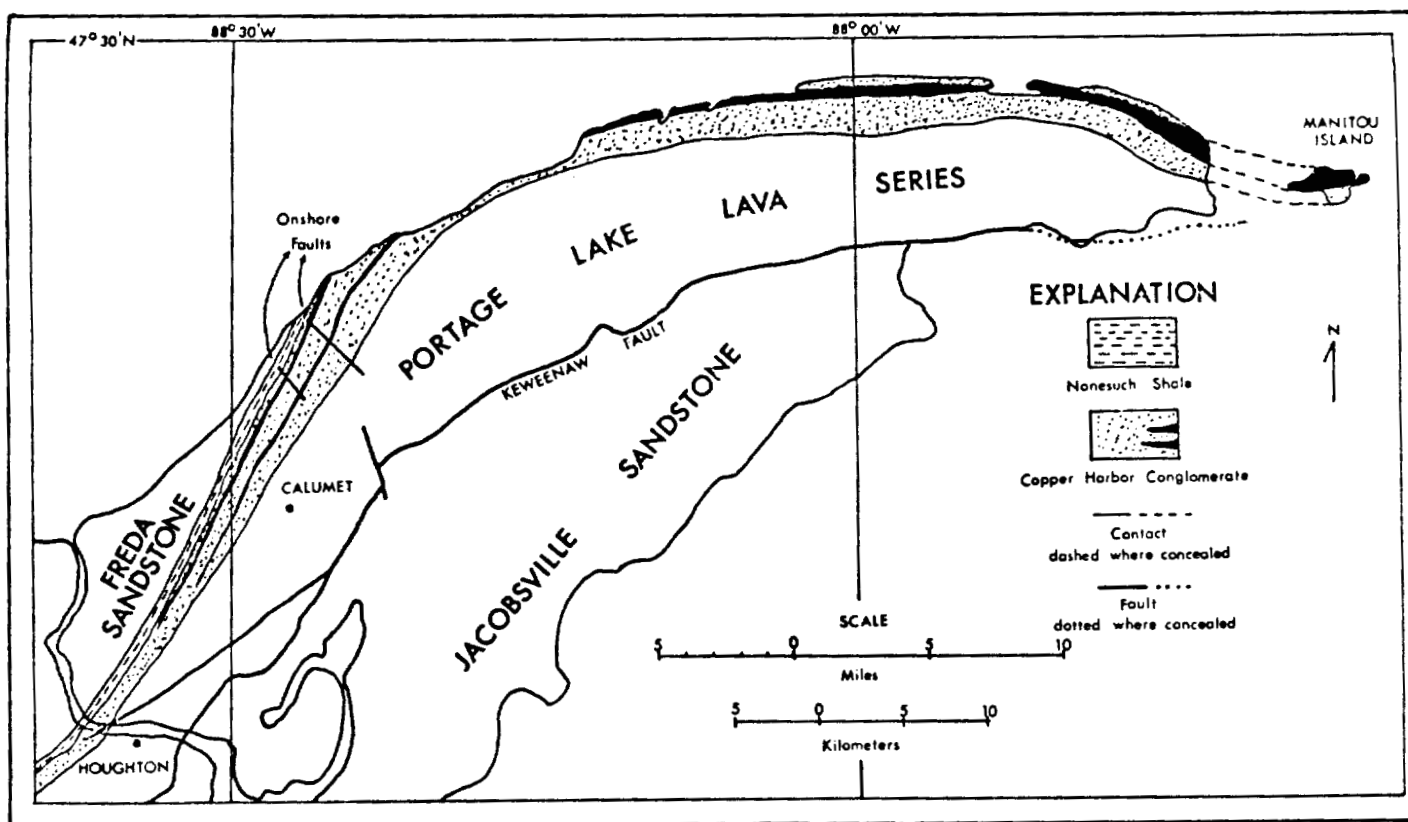 47° 30' N
88° 30' W
88° 00' W
MANITOU
ISLAND
Onshore
Faults
PORTAGE LAKE LAVA SERIES
KEWEENAW FAULT
EXPLANATION
Nonesuch Shale
Copper Harbor Conglomerate
Contact
dashed where concealed
Fault
dotted where concealed
N
CALUMET
FREDA
SANDSTONE
JACOBSVILLE SANDSTONE
HOUGHTON
SCALE
5 0 5 10
Miles
5 0 5 10
Kilometers